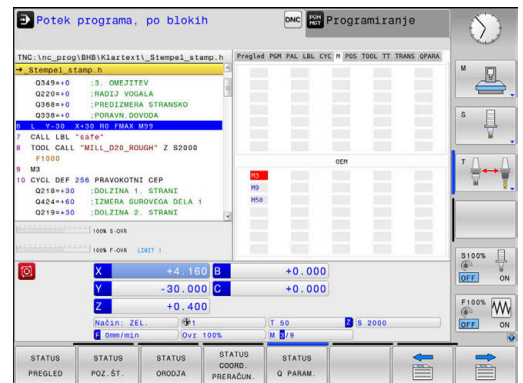 Potek programa, po blokih
DNC
PGM MGT
Programiranje
TNC:\nc_prog\BHB\Klartext\_Stempel_stamp.h
→_Stempel_stamp.h
Q349=+0 ;3. OMEJITEV
Q220=+0 ;RADIJ VOGALA
Q368=+0 ;PREDIZMERA STRANSKO
Q338=+0 ;PORAVN.DOVODA
6 L Y-30 X+30 R0 FMAX M99
7 CALL LBL "safe"
8 TOOL CALL "MILL_D20_ROUGH" Z S2000
F1000
9 M3
10 CYCL DEF 256 PRAVOKOTNI CEP
Q218=+30 ;DOLZINA 1. STRANI
Q424=+60 ;IZMERA SUROVEGA DELA 1
Q219=+30 ;DOLZINA 2. STRANI
Pregled PGM PAL LBL CYC M POS TOOL TT TRANS QPARA
OEM
M3
M9
M50
100% S-OVR
100% F-OVR LIMIT 1
X +4.160 B +0.000
Y -30.000 C +0.000
Z +0.400
Način: ŽEL. 1 T 50 Z S 2000
F 0mm/min Ovr 100% M 5/9
M
S
T
S100%
OFF ON
F100%
OFF ON
STATUS PREGLED
STATUS POZ.ŠT.
STATUS ORODJA
STATUS COORD. PRERAČUN.
STATUS Q PARAM.